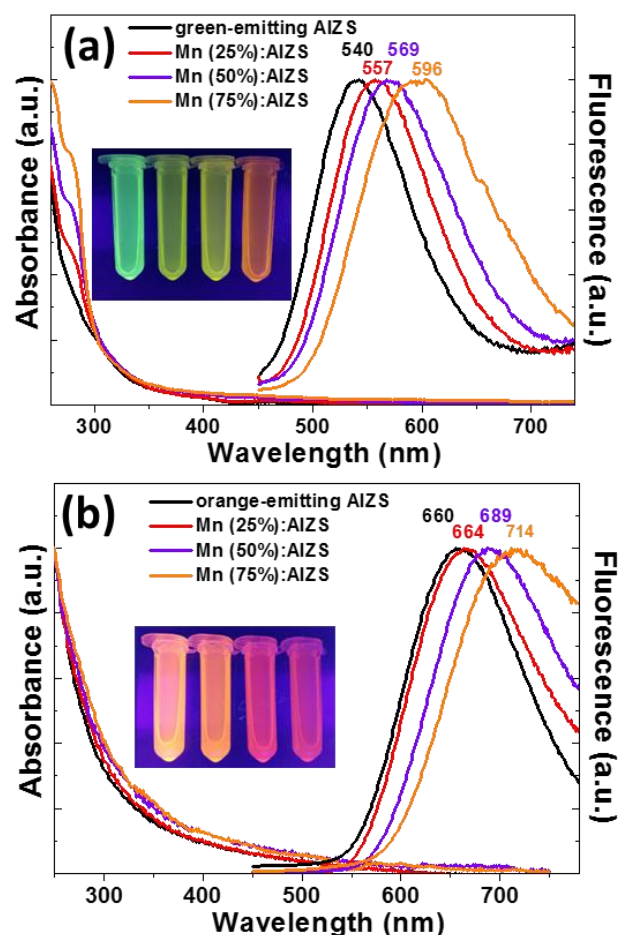 (a)
green-emitting AIZS
Mn (25%):AIZS
Mn (50%):AIZS
Mn (75%):AIZS
540 569
557 596
Absorbance (a.u.)
Fluorescence (a.u.)
300 400 500 600 700
Wavelength (nm)
(b)
orange-emitting AIZS
Mn (25%):AIZS
Mn (50%):AIZS
Mn (75%):AIZS
660 689
664 714
Absorbance (a.u.)
Fluorescence (a.u.)
300 400 500 600 700
Wavelength (nm)